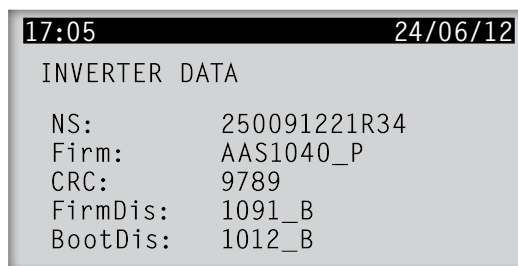 17:05 24/06/12
INVERTER DATA
NS: 250091221R34
Firm: AAS1040_P
CRC: 9789
FirmDis: 1091_B
BootDis: 1012_B